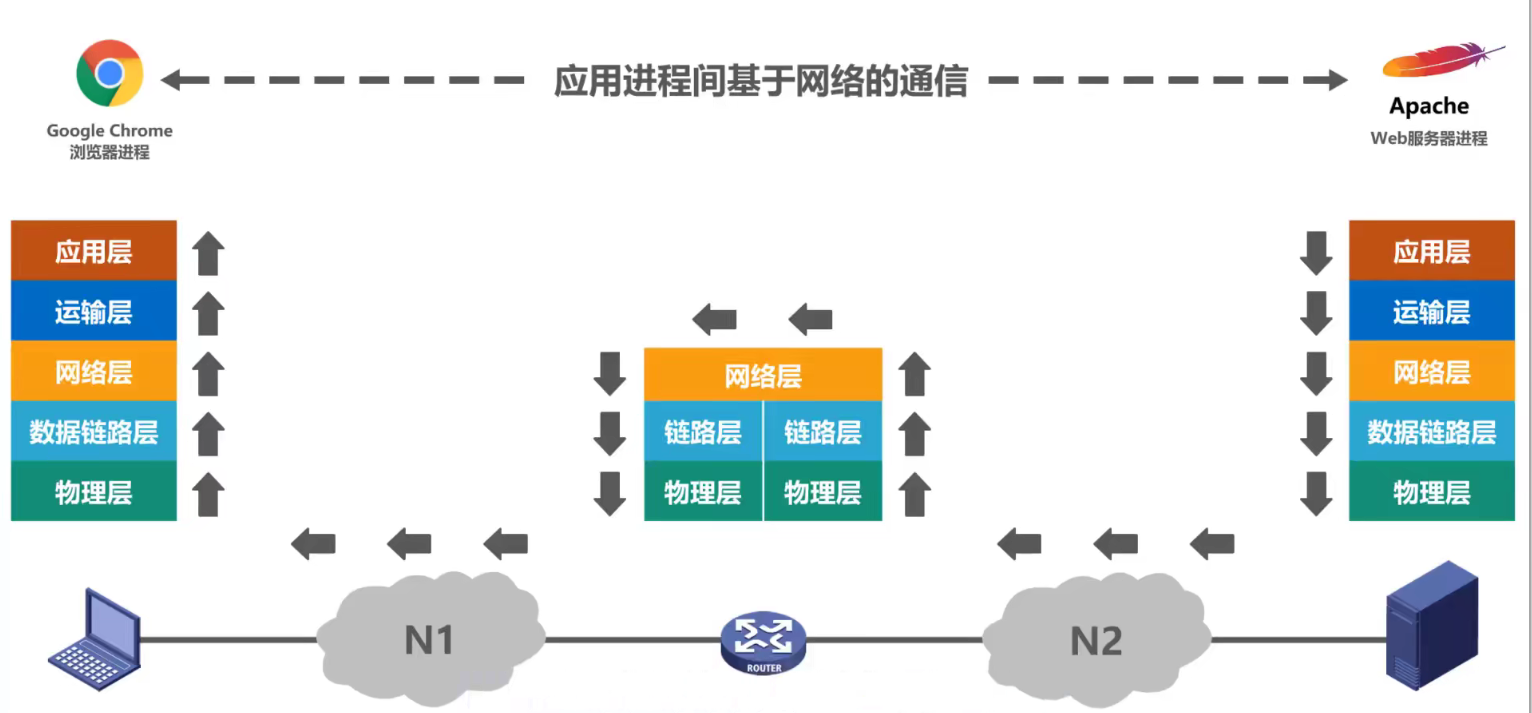 应用进程间基于网络的通信
Google Chrome
浏览器进程
Apache
Web服务器进程
应用层
运输层
网络层
数据链路层
物理层
网络层
链路层 链路层
物理层 物理层
应用层
运输层
网络层
数据链路层
物理层
N1
ROUTER
N2